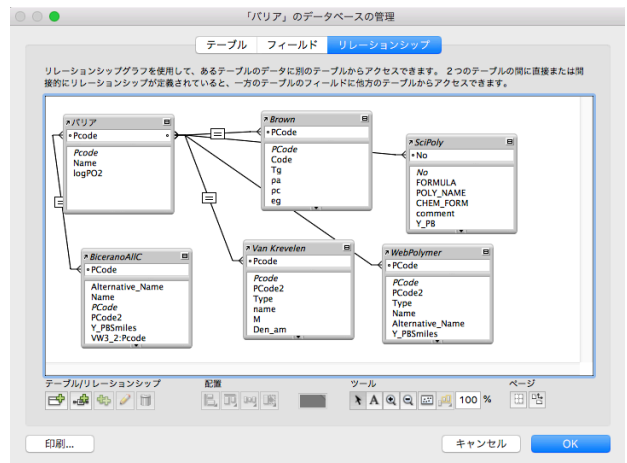 「バリア」のデータベースの管理
テーブル フィールド リレーションシップ
リレーションシップグラフを使用して、あるテーブルのデータに別のテーブルからアクセスできます。 2つのテーブルの間に直接または間
接的にリレーションシップが定義されていると、一方のテーブルのフィールドに他方のテーブルからアクセスできます。
バリア
Pcode
Pcode
Name
logPO2
Brown
PCode
PCode
Code
Tg
pa
pc
eg
SciPoly
No
No
FORMULA
POLY_NAME
CHEM_FORM
comment
Y_PB
BiceranoAllC
PCode
Alternative_Name
Name
PCode
PCode2
Y_PBSmiles
VW3_2:Pcode
Van Krevelen
Pcode
Pcode
PCode2
Type
name
M
Den_am
WebPolymer
PCode
PCode
PCode2
Type
Name
Alternative_Name
Y_PBSmiles
テーブル/リレーションシップ 配置 ツール ページ
A 100 %
印刷... キャンセル OK